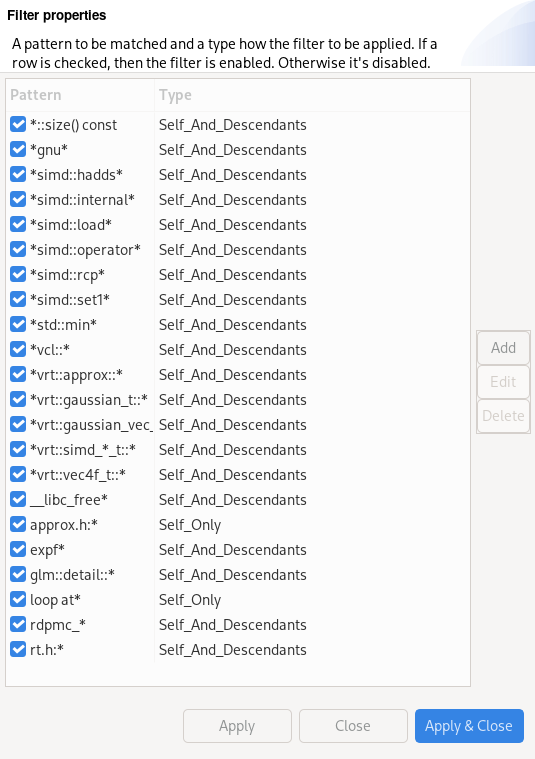 Filter properties
A pattern to be matched and a type how the filter to be applied. If a
row is checked, then the filter is enabled. Otherwise it's disabled.
Pattern Type
*::size() const Self_And_Descendants
*gnu* Self_And_Descendants
*simd::hadds* Self_And_Descendants
*simd::internal* Self_And_Descendants
*simd::load* Self_And_Descendants
*simd::operator* Self_And_Descendants
*simd::rcp* Self_And_Descendants
*simd::set1* Self_And_Descendants
*std::min* Self_And_Descendants
*vcl::* Self_And_Descendants
*vrt::approx::* Self_And_Descendants
*vrt::gaussian_t::* Self_And_Descendants
*vrt::gaussian_vec_ Self_And_Descendants
*vrt::simd_*_t::* Self_And_Descendants
*vrt::vec4f_t::* Self_And_Descendants
__libc_free* Self_And_Descendants
approx.h:* Self_Only
expf* Self_And_Descendants
glm::detail::* Self_And_Descendants
loop at* Self_Only
rdpmc_* Self_And_Descendants
rt.h:* Self_And_Descendants
Add
Edit
Delete
Apply Close Apply & Close